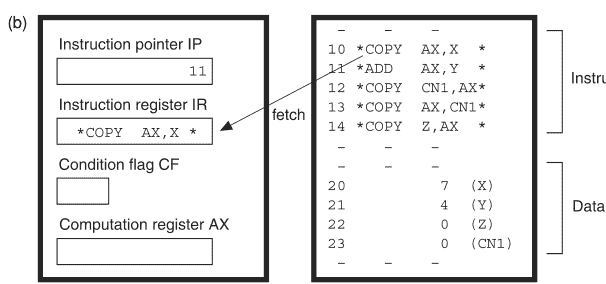 (b)
Instruction pointer IP
11
Instruction register IR
*COPY AX,X *
Condition flag CF
Computation register AX
fetch
- - -
10 *COPY AX,X *
11 *ADD AX,Y *
12 *COPY CN1,AX*
13 *COPY AX,CN1*
14 *COPY Z,AX *
- - -
- - -
20 7 (X)
21 4 (Y)
22 0 (Z)
23 0 (CN1)
- - -
Instru
Data